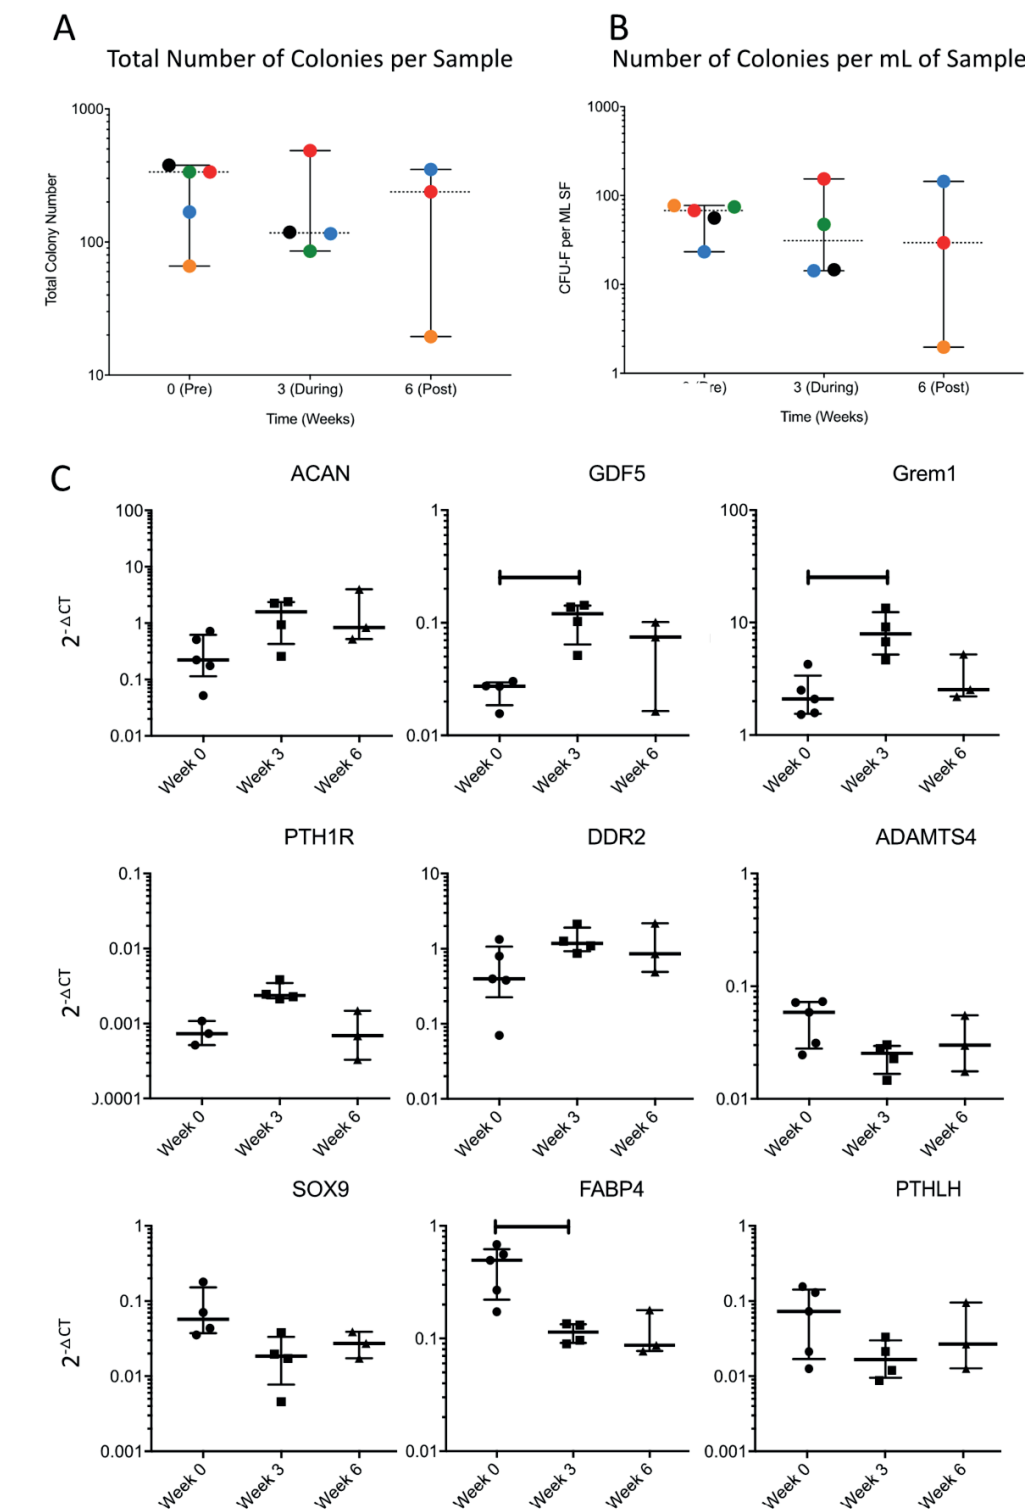 A
B
Total Number of Colonies per Sample
Number of Colonies per mL of Sample
Total Colony Number
1000
100
10
0 (Pre)
3 (During)
6 (Post)
Time (Weeks)
CFU-F per ML SF
1000
100
10
1
3 (During)
6 (Post)
Time (Weeks)
C
ACAN
GDF5
Grem1
2-ΔCT
100
10
1
0.1
0.01
Week 0
Week 3
Week 6
1
0.1
0.01
Week 0
Week 3
Week 6
100
10
1
Week 0
Week 3
Week 6
PTH1R
DDR2
ADAMTS4
2-ΔCT
0.1
0.01
0.001
0.0001
Week 0
Week 3
Week 6
10
1
0.1
0.01
Week 0
Week 3
Week 6
1
0.1
0.01
Week 0
Week 3
Week 6
SOX9
FABP4
PTHLH
2-ΔCT
1
0.1
0.01
0.001
Week 0
Week 3
Week 6
1
0.1
0.01
Week 0
Week 3
Week 6
1
0.1
0.01
0.001
Week 0
Week 3
Week 6